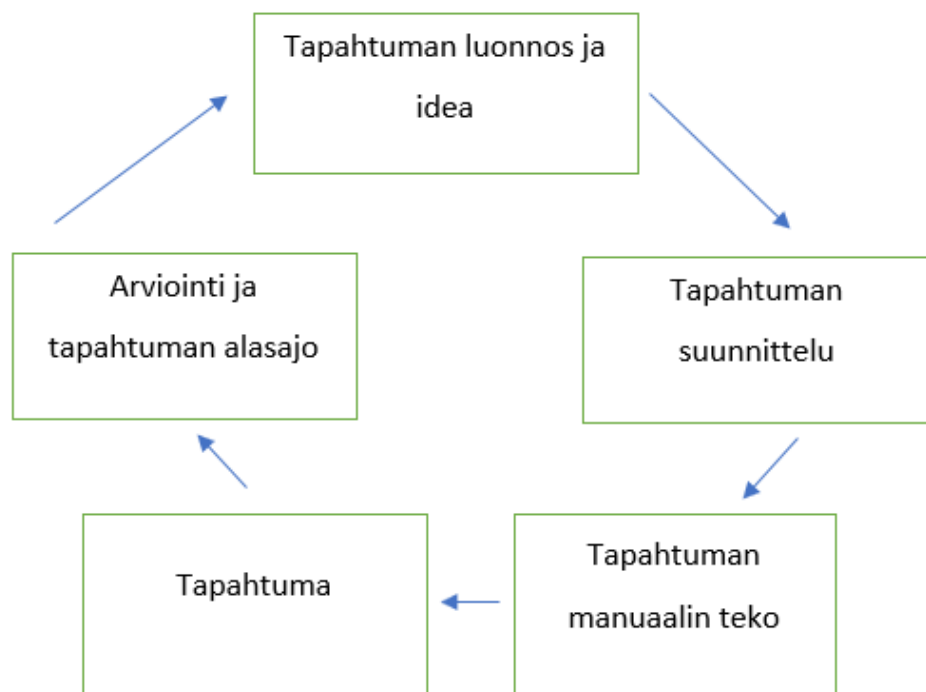 Tapahtuman luonnos ja
idea
Tapahtuman
suunnittelu
Tapahtuman
manuaalin teko
Tapahtuma
Arviointi ja
tapahtuman alasajo